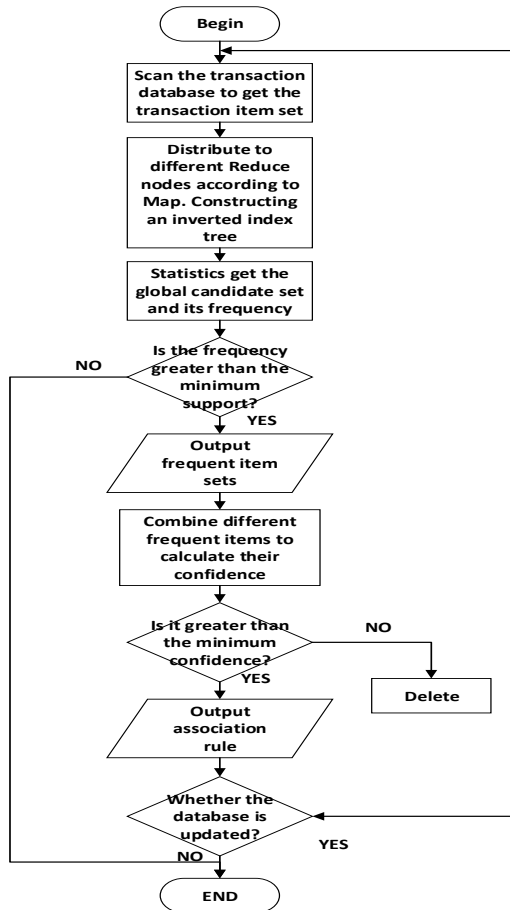 Begin
Scan the transaction
database to get the
transaction item set
Distribute to
different Reduce
nodes according to
Map. Constructing
an inverted index
tree
Statistics get the
global candidate set
and its frequency
Is the frequency
greater than the
minimum
support?
NO
YES
Output
frequent item
sets
Combine different
frequent items to
calculate their
confidence
Is it greater than
the minimum
confidence?
NO
YES
Delete
Output
association
rule
Whether the
database is
updated?
YES
NO
END